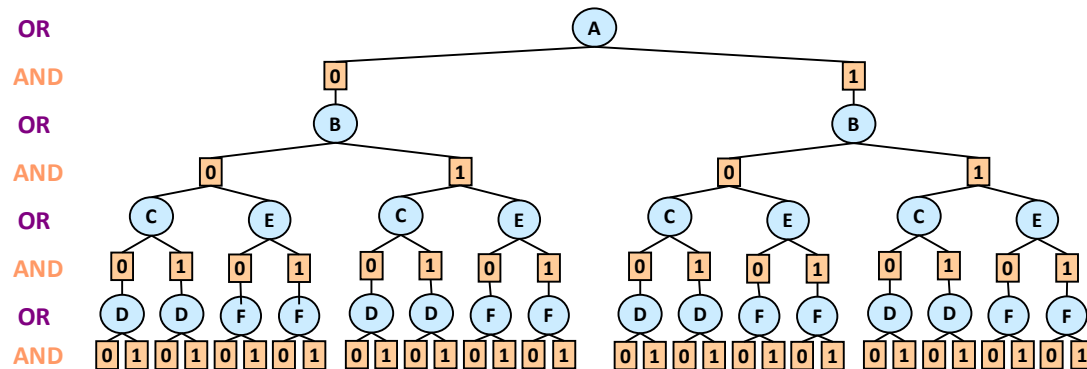 OR A
AND 0 1
OR B B
AND 0 1 0 1
OR C E C E C E C E
AND 0 1 0 1 0 1 0 1 0 1 0 1 0 1 0 1
OR D D F F D D F F D D F F D D F F
AND 0 1 0 1 0 1 0 1 0 1 0 1 0 1 0 1 0 1 0 1 0 1 0 1 0 1 0 1 0 1 0 1